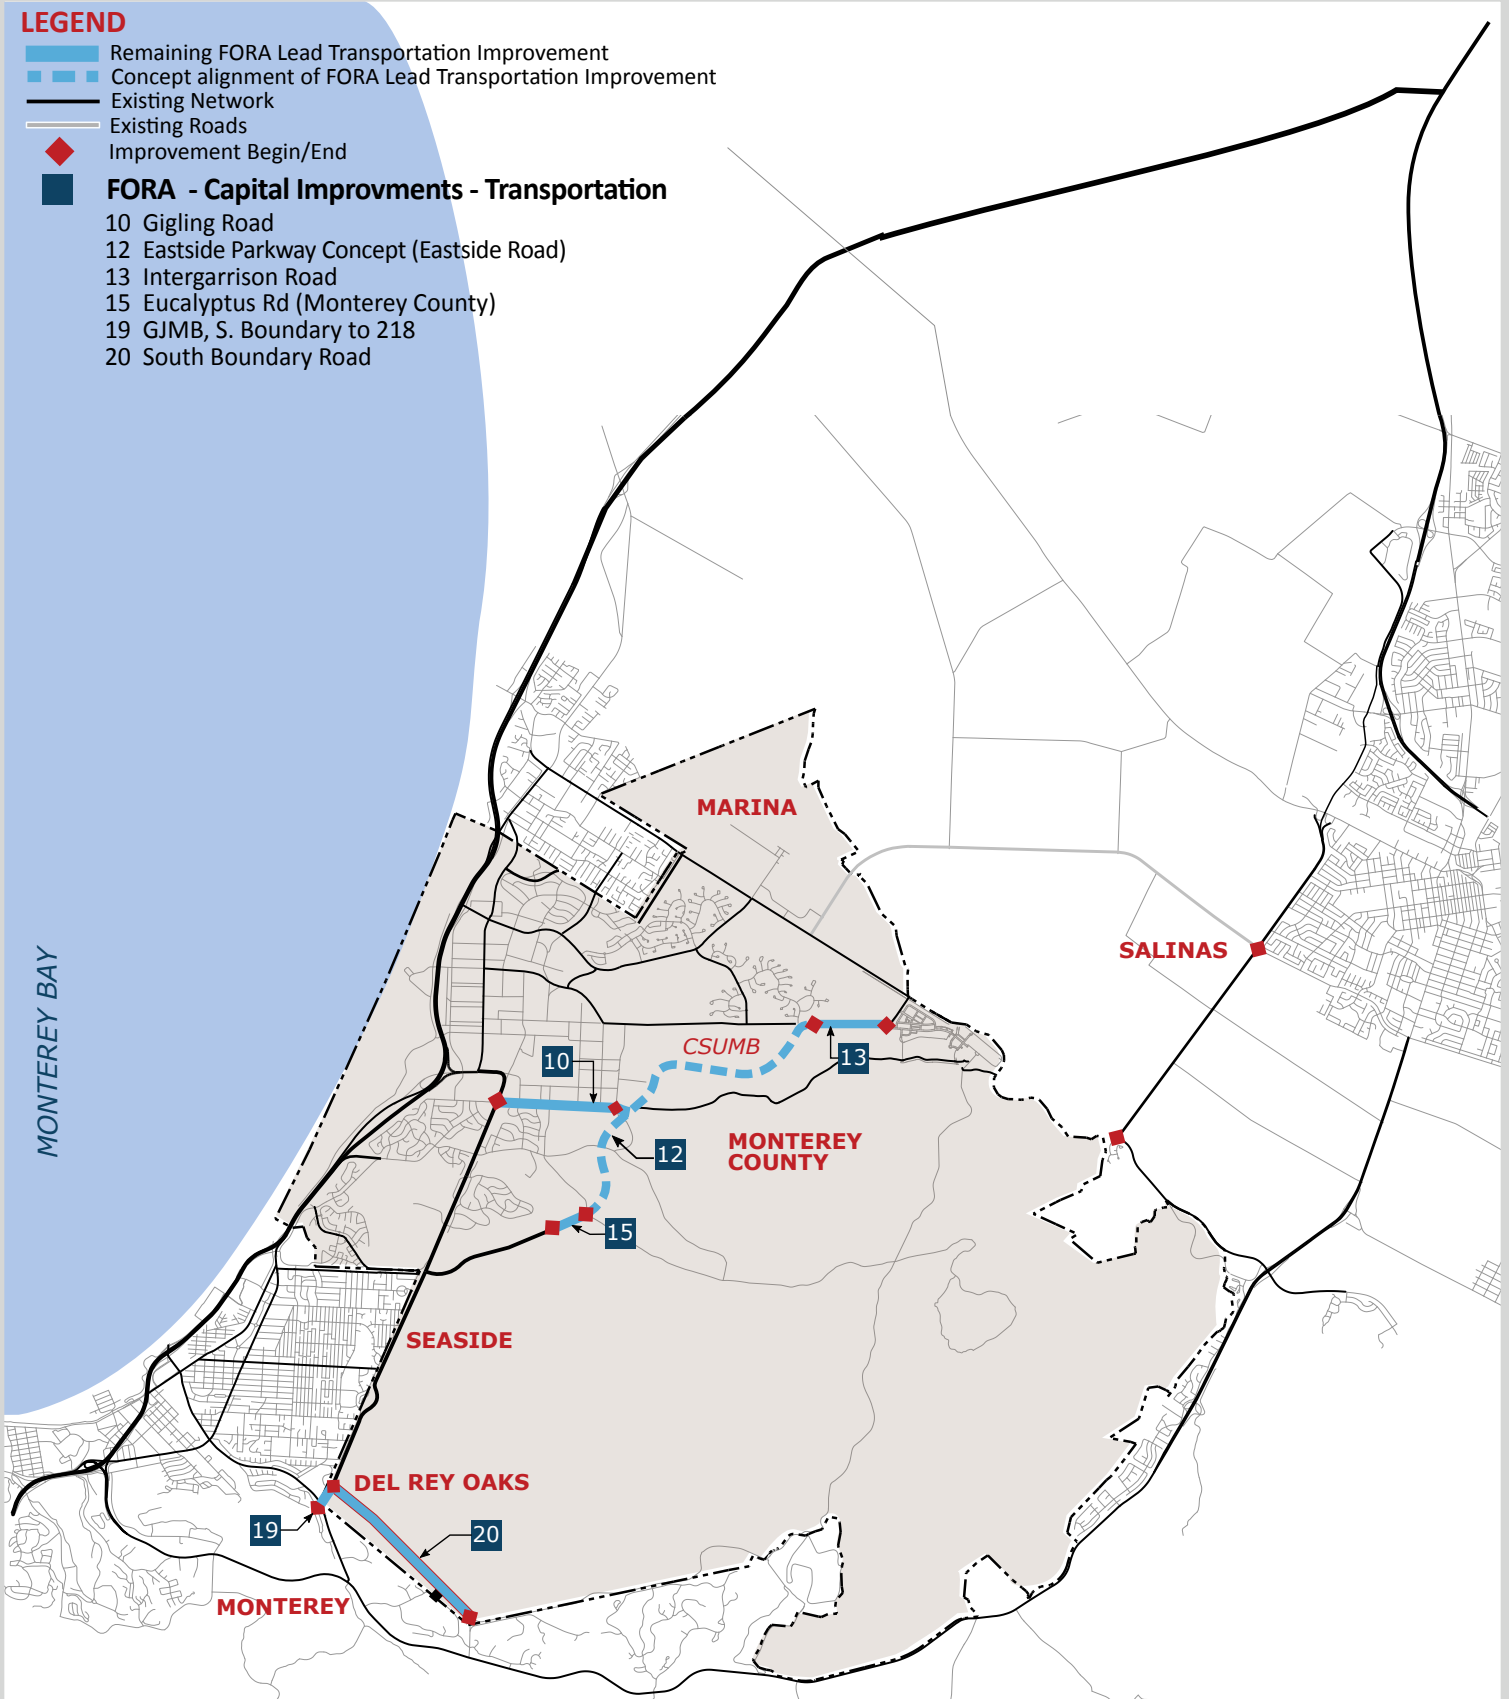 LEGEND
Remaining FORA Lead Transportation Improvement
Concept alignment of FORA Lead Transportation Improvement
Existing Network
Existing Roads
Improvement Begin/End
FORA - Capital Improvments - Transportation
10 Gigling Road
12 Eastside Parkway Concept (Eastside Road)
13 Intergarrison Road
15 Eucalyptus Rd (Monterey County)
19 GJMB, S. Boundary to 218
20 South Boundary Road
MARINA
SALINAS
MONTEREY BAY
CSUMB
10
13
12
MONTEREY
COUNTY
15
SEASIDE
DEL REY OAKS
19
20
MONTEREY